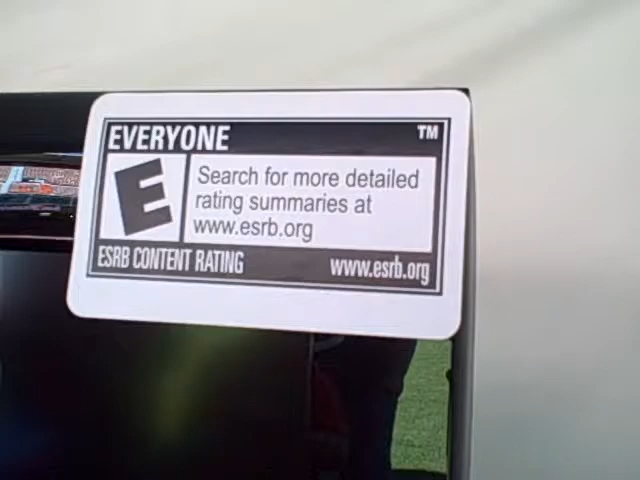 EVERYONE ™
E
Search for more detailed
rating summaries at
www.esrb.org
ESRB CONTENT RATING www.esrb.org